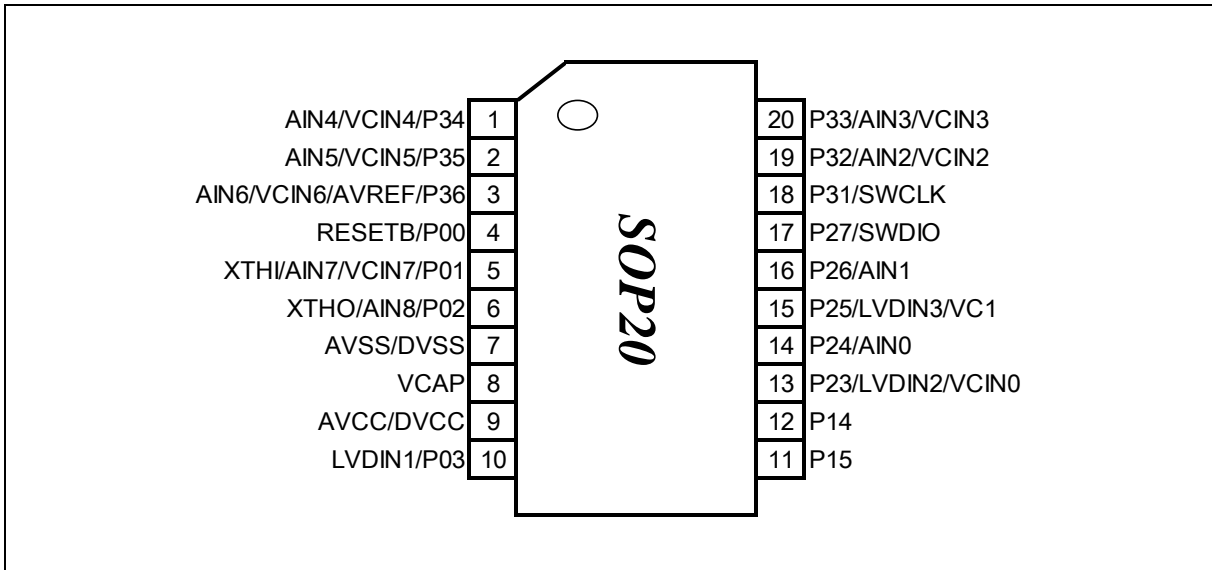 AIN4/VCIN4/P34 1
AIN5/VCIN5/P35 2
AIN6/VCIN6/AVREF/P36 3
RESETB/P00 4
XTHI/AIN7/VCIN7/P01 5
XTHO/AIN8/P02 6
AVSS/DVSS 7
VCAP 8
AVCC/DVCC 9
LVDIN1/P03 10
SOP20
20 P33/AIN3/VCIN3
19 P32/AIN2/VCIN2
18 P31/SWCLK
17 P27/SWDIO
16 P26/AIN1
15 P25/LVDIN3/VC1
14 P24/AIN0
13 P23/LVDIN2/VCIN0
12 P14
11 P15